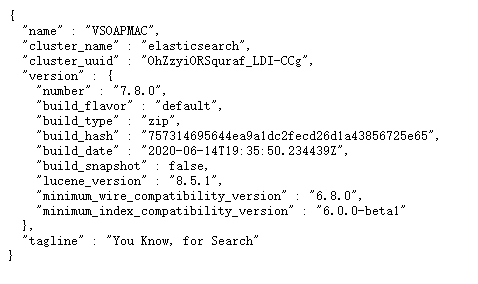 {
"name" : "VSOAPMAC",
"cluster_name" : "elasticsearch",
"cluster_uuid" : "OhZzyiORSquraf_LDI-CCg",
"version" : {
"number" : "7.8.0",
"build_flavor" : "default",
"build_type" : "zip",
"build_hash" : "757314695644ea9a1dc2fecd26d1a43856725e65",
"build_date" : "2020-06-14T19:35:50.234439Z",
"build_snapshot" : false,
"lucene_version" : "8.5.1",
"minimum_wire_compatibility_version" : "6.8.0",
"minimum_index_compatibility_version" : "6.0.0-beta1"
},
"tagline" : "You Know, for Search"
}